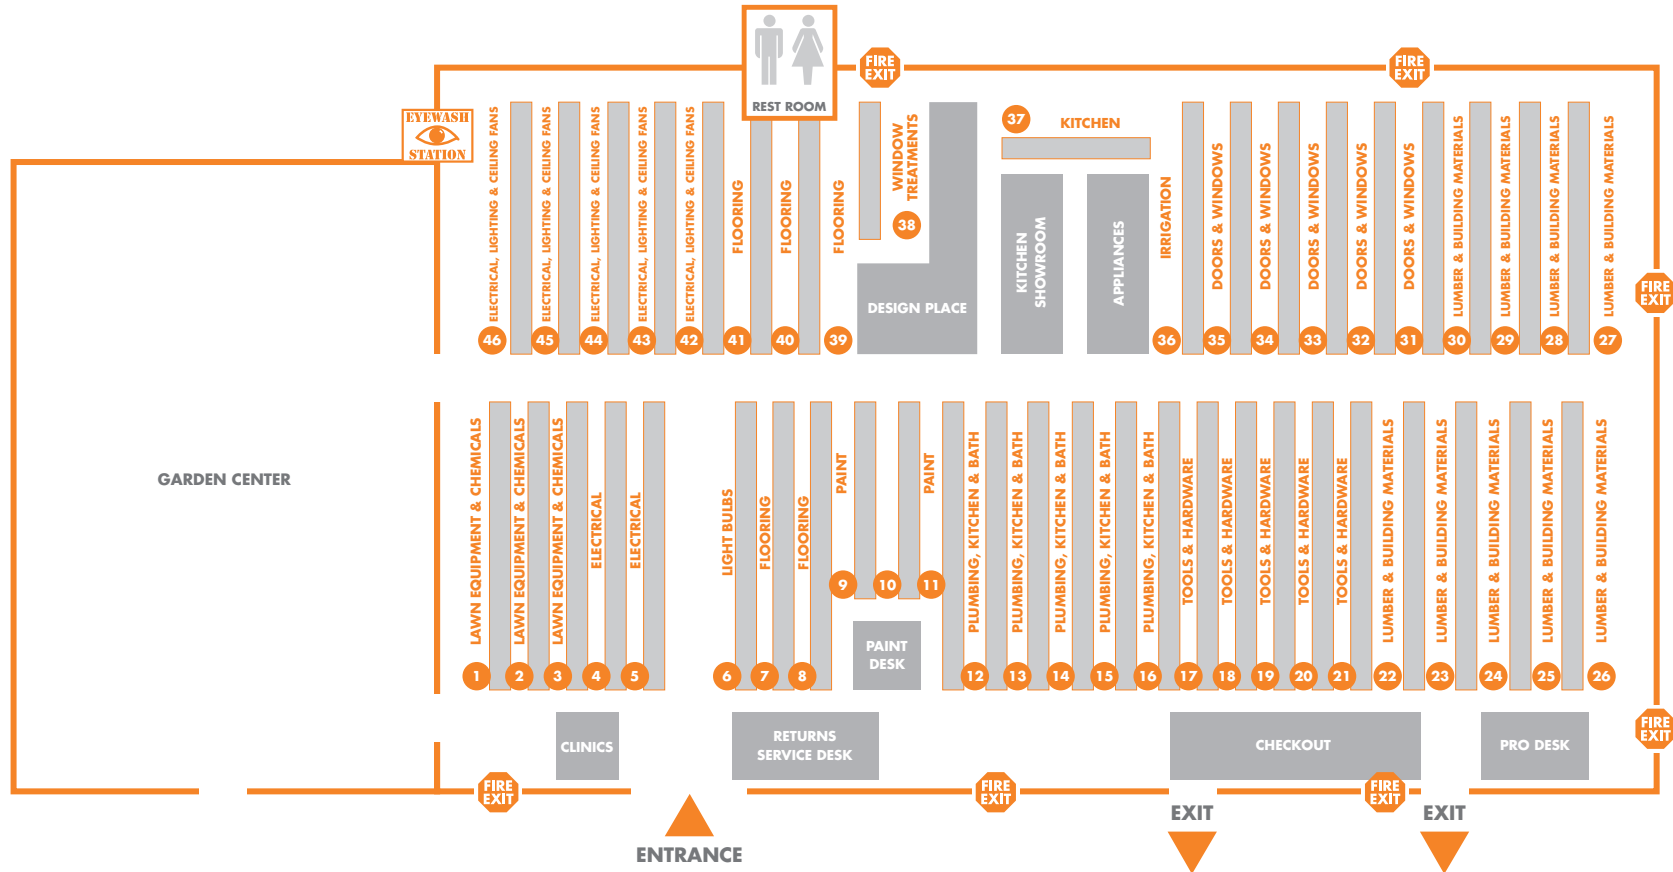 REST ROOM
FIRE
EXIT
FIRE
EXIT
EYEWASH
STATION
ELECTRICAL, LIGHTING & CEILING FANS
46
ELECTRICAL, LIGHTING & CEILING FANS
45
ELECTRICAL, LIGHTING & CEILING FANS
44
ELECTRICAL, LIGHTING & CEILING FANS
43
ELECTRICAL, LIGHTING & CEILING FANS
42
FLOORING
41
FLOORING
40
FLOORING
39
WINDOW
TREATMENTS
38
DESIGN PLACE
37
KITCHEN
KITCHEN
SHOWROOM
APPLIANCES
IRRIGATION
36
DOORS & WINDOWS
35
DOORS & WINDOWS
34
DOORS & WINDOWS
33
DOORS & WINDOWS
32
DOORS & WINDOWS
31
LUMBER & BUILDING MATERIALS
30
LUMBER & BUILDING MATERIALS
29
LUMBER & BUILDING MATERIALS
28
LUMBER & BUILDING MATERIALS
27
FIRE
EXIT
GARDEN CENTER
LAWN EQUIPMENT & CHEMICALS
1
LAWN EQUIPMENT & CHEMICALS
2
LAWN EQUIPMENT & CHEMICALS
3
ELECTRICAL
4
ELECTRICAL
5
LIGHT BULBS
6
FLOORING
7
FLOORING
8
PAINT
9
10
PAINT
11
PAINT
DESK
PLUMBING, KITCHEN & BATH
12
PLUMBING, KITCHEN & BATH
13
PLUMBING, KITCHEN & BATH
14
PLUMBING, KITCHEN & BATH
15
PLUMBING, KITCHEN & BATH
16
TOOLS & HARDWARE
17
TOOLS & HARDWARE
18
TOOLS & HARDWARE
19
TOOLS & HARDWARE
20
TOOLS & HARDWARE
21
LUMBER & BUILDING MATERIALS
22
LUMBER & BUILDING MATERIALS
23
LUMBER & BUILDING MATERIALS
24
LUMBER & BUILDING MATERIALS
25
LUMBER & BUILDING MATERIALS
26
FIRE
EXIT
CLINICS
RETURNS
SERVICE DESK
CHECKOUT
PRO DESK
FIRE
EXIT
FIRE
EXIT
FIRE
EXIT
ENTRANCE
EXIT
EXIT